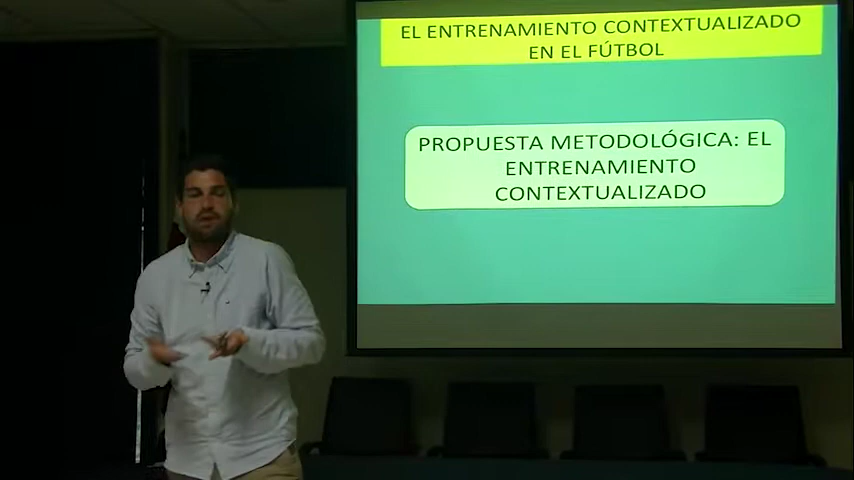 EL ENTRENAMIENTO CONTEXTUALIZADO
EN EL FÚTBOL
PROPUESTA METODOLÓGICA: EL
ENTRENAMIENTO
CONTEXTUALIZADO